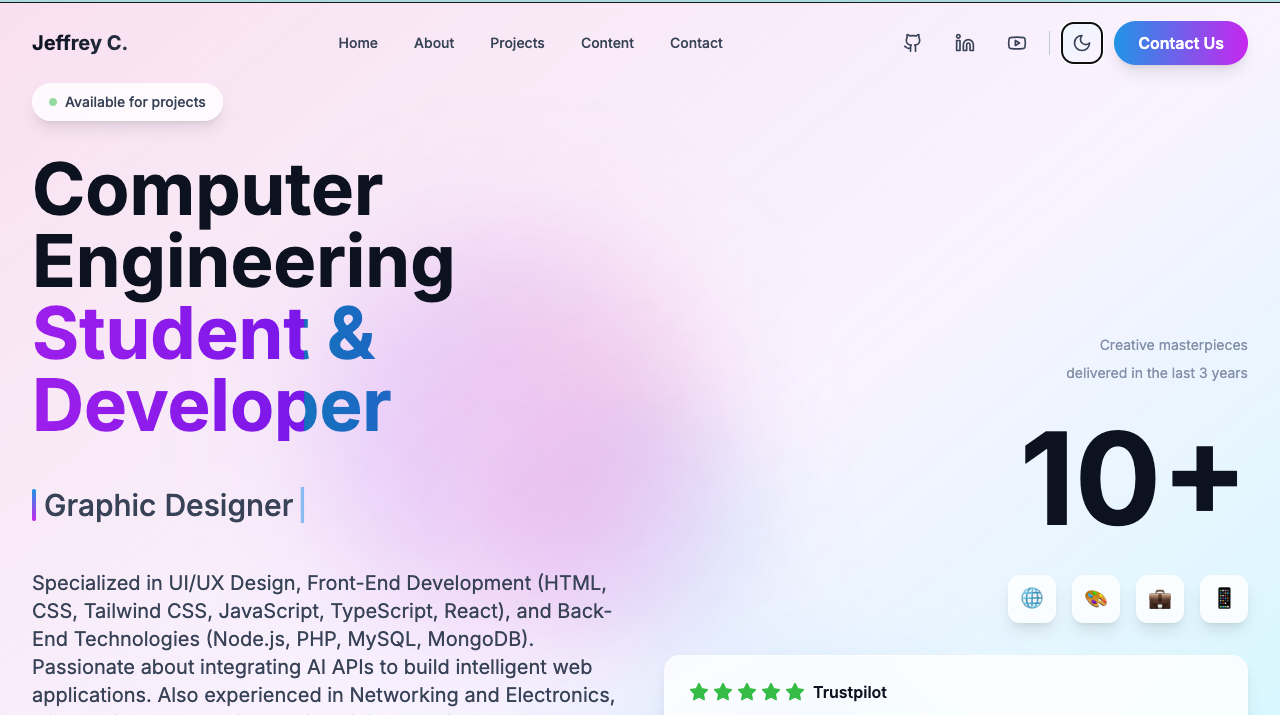 Jeffrey C.
Home
About
Projects
Content
Contact
Contact Us
Available for projects
Computer
Engineering
Student &
Developer
Graphic Designer
Specialized in UI/UX Design, Front-End Development (HTML,
CSS, Tailwind CSS, JavaScript, TypeScript, React), and Back-
End Technologies (Node.js, PHP, MySQL, MongoDB).
Passionate about integrating AI APIs to build intelligent web
applications. Also experienced in Networking and Electronics,
Creative masterpieces
delivered in the last 3 years
10+
Trustpilot